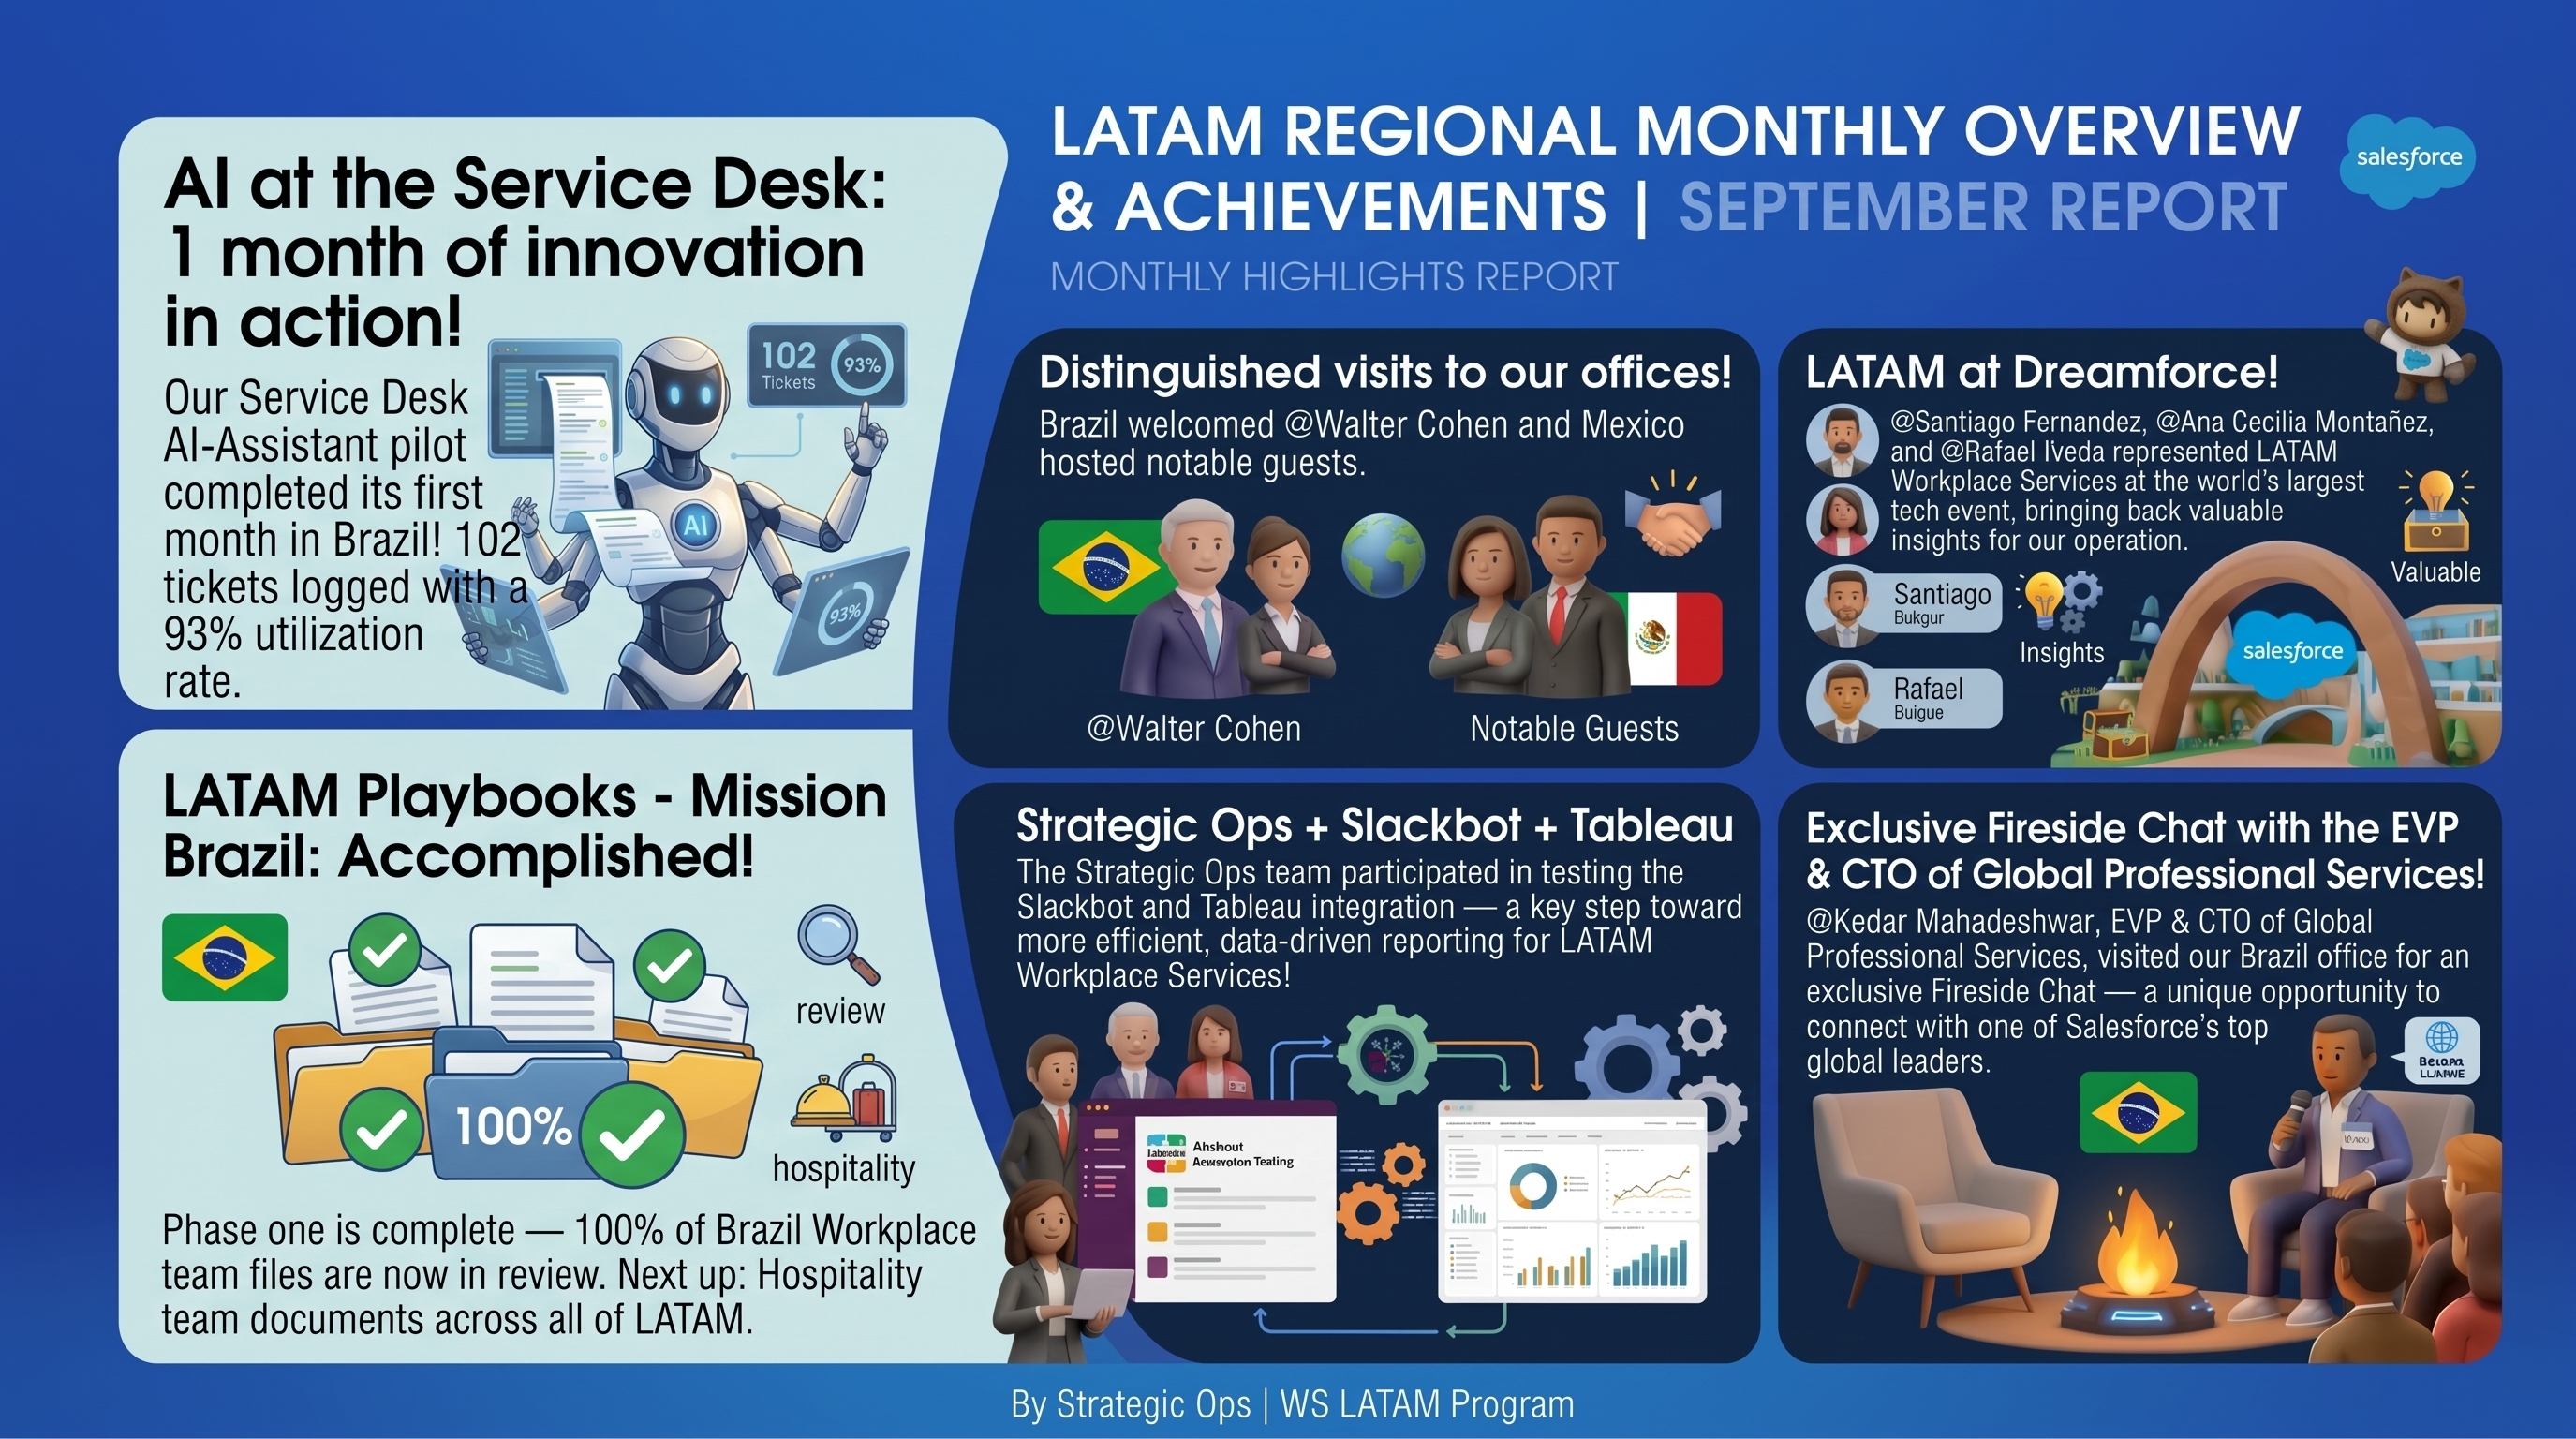 LATAM REGIONAL MONTHLY OVERVIEW
& ACHIEVEMENTS | SEPTEMBER REPORT
MONTHLY HIGHLIGHTS REPORT
salesforce
AI at the Service Desk:
1 month of innovation
in action!
Our Service Desk
AI-Assistant pilot
completed its first
month in Brazil! 102
tickets logged with a
93% utilization
rate.
102
Tickets
93%
AI
93%
LATAM Playbooks - Mission
Brazil: Accomplished!
review
100%
hospitality
Phase one is complete — 100% of Brazil Workplace
team files are now in review. Next up: Hospitality
team documents across all of LATAM.
Distinguished visits to our offices!
Brazil welcomed @Walter Cohen and Mexico
hosted notable guests.
@Walter Cohen
Notable Guests
LATAM at Dreamforce!
@Santiago Fernandez, @Ana Cecilia Montañez,
and @Rafael Iveda represented LATAM
Workplace Services at the world's largest
tech event, bringing back valuable
insights for our operation.
Valuable
Santiago
Bukgur
Insights
Rafael
Buigue
salesforce
Strategic Ops + Slackbot + Tableau
The Strategic Ops team participated in testing the
Slackbot and Tableau integration — a key step toward
more efficient, data-driven reporting for LATAM
Workplace Services!
Ahshout
Exclusive Fireside Chat with the EVP
& CTO of Global Professional Services!
@Kedar Mahadeshwar, EVP & CTO of Global
Professional Services, visited our Brazil office for an
exclusive Fireside Chat — a unique opportunity to
connect with one of Salesforce's top
global leaders.
By Strategic Ops | WS LATAM Program